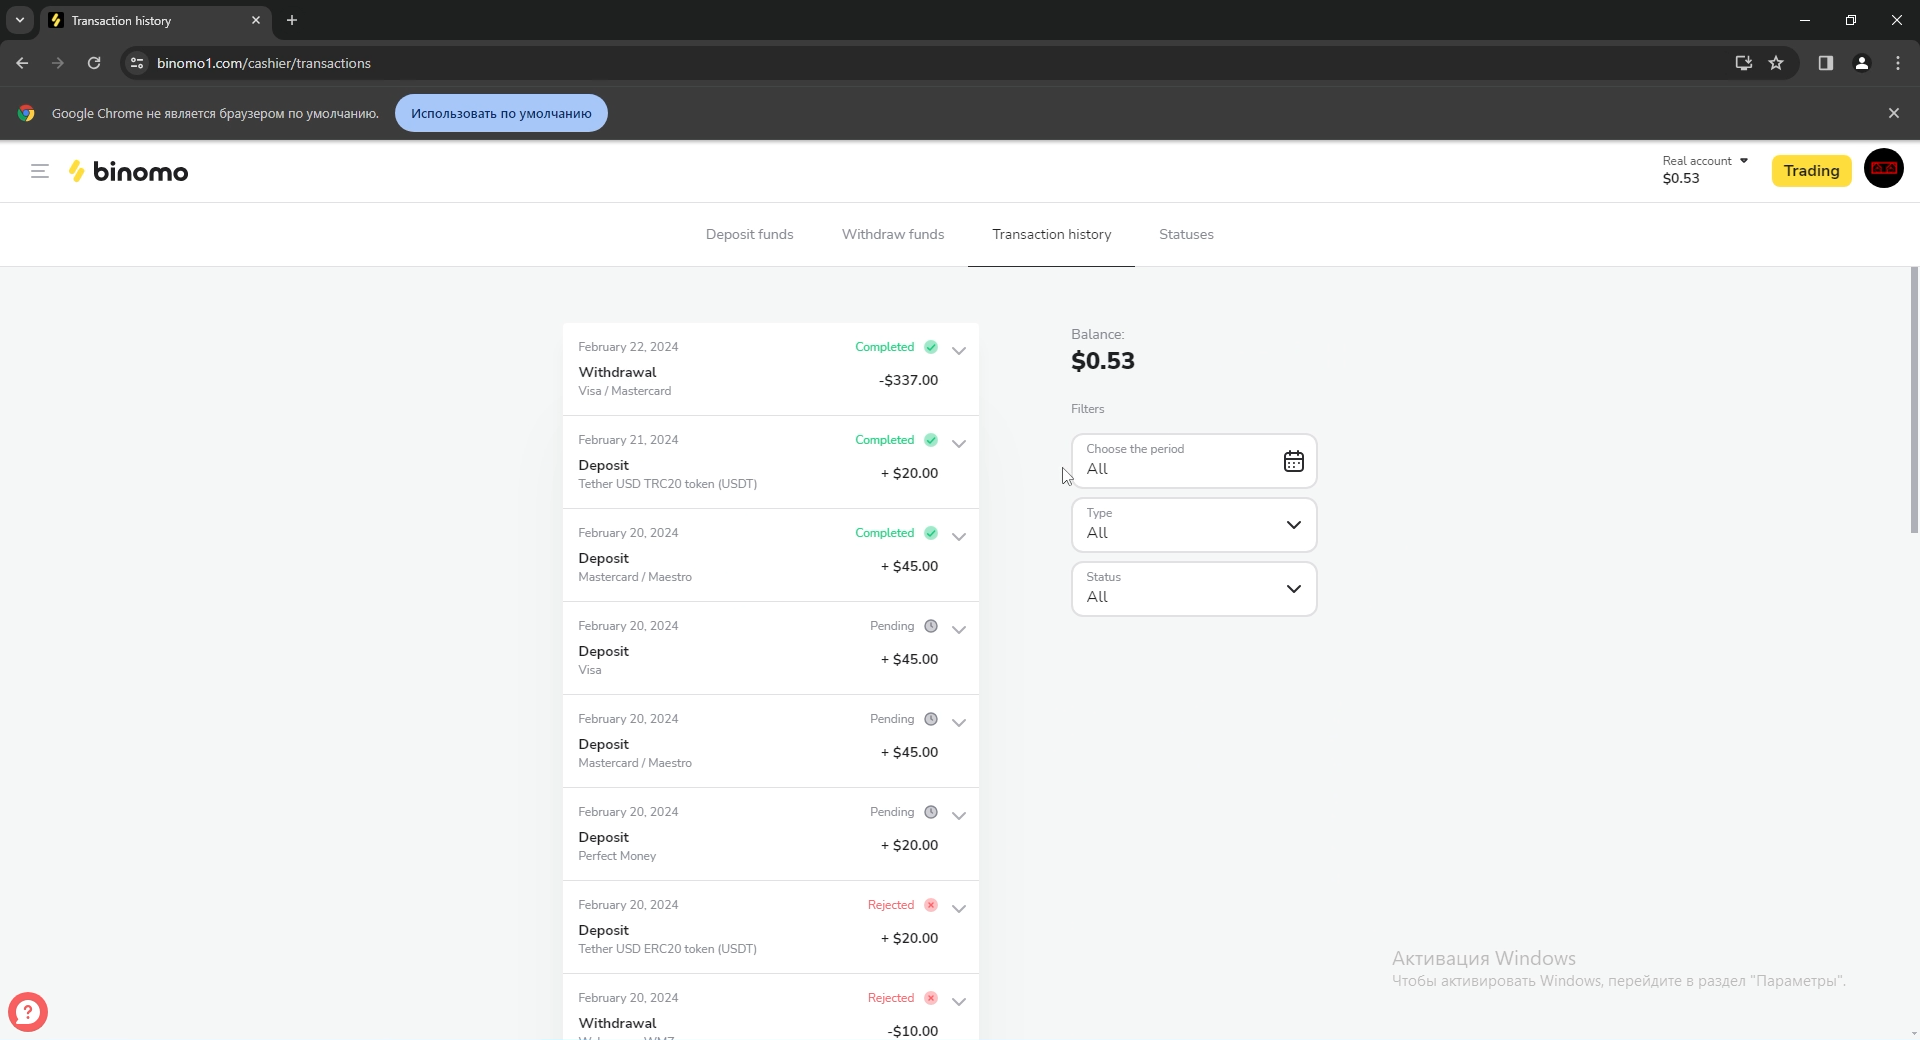 Transaction history
binomo1.com/cashier/transactions
Google Chrome не является браузером по умолчанию.
Использовать по умолчанию
binomo
Real account
$0.53
Trading
Deposit funds
Withdraw funds
Transaction history
Statuses
February 22, 2024
Completed
Withdrawal
Visa / Mastercard
-$337.00
February 21, 2024
Completed
Deposit
Tether USD TRC20 token (USDT)
+ $20.00
February 20, 2024
Completed
Deposit
Mastercard / Maestro
+ $45.00
February 20, 2024
Pending
Deposit
Visa
+ $45.00
February 20, 2024
Pending
Deposit
Mastercard / Maestro
+ $45.00
February 20, 2024
Pending
Deposit
Perfect Money
+ $20.00
February 20, 2024
Rejected
Deposit
Tether USD ERC20 token (USDT)
+ $20.00
February 20, 2024
Rejected
Withdrawal
-$10.00
Balance:
$0.53
Filters
Choose the period
All
Type
All
Status
All
Активация Windows
Чтобы активировать Windows, перейдите в раздел "Параметры".